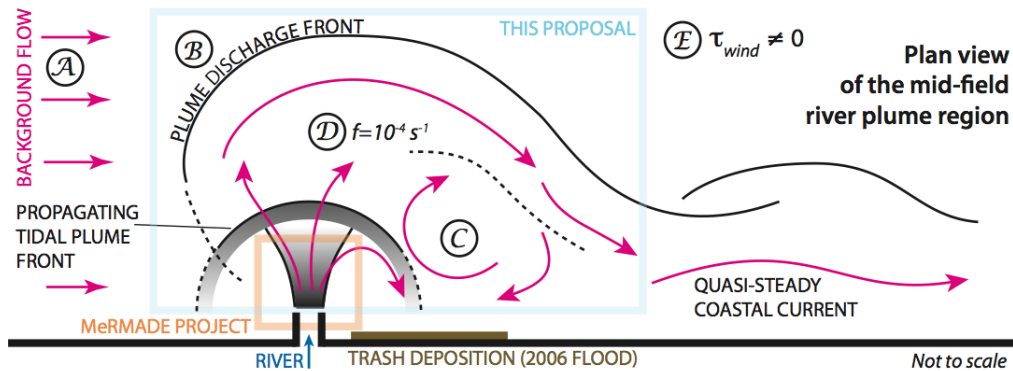 BACKGROUND FLOW
A
B
PLUME DISCHARGE FRONT
THIS PROPOSAL
E τwind ≠ 0
Plan view
of the mid-field
river plume region
D f=10⁻⁴ s⁻¹
PROPAGATING
TIDAL PLUME
FRONT
C
QUASI-STEADY
COASTAL CURRENT
MeRMADE PROJECT
RIVER
TRASH DEPOSITION (2006 FLOOD)
Not to scale